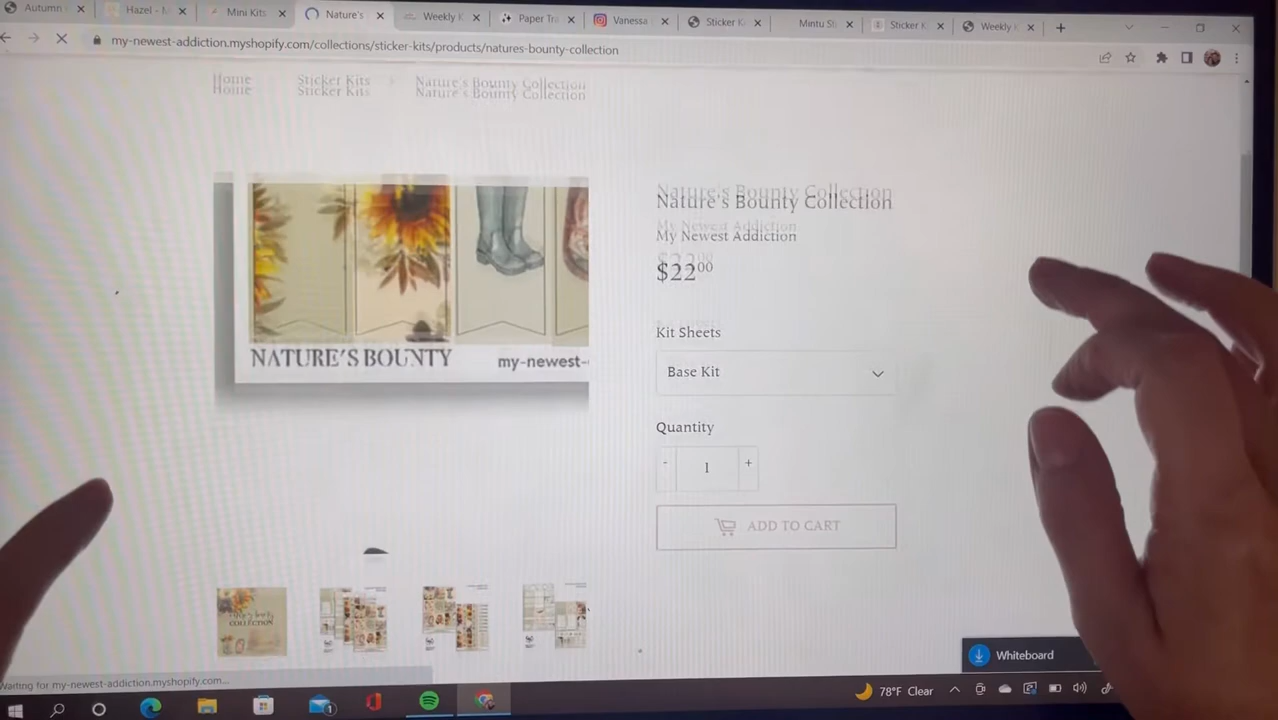 Autumn
Hazel - M
Mini Kits
Nature's
Weekly K
Paper Tra
Vanessa
Sticker K
Mintu St
Sticker K
Weekly K
my-newest-addiction.myshopify.com/collections/sticker-kits/products/natures-bounty-collection
Home Sticker Kits Nature's Bounty Collection
NATURE'S BOUNTY my-newest-
Nature's Bounty Collection
My Newest Addiction
$22.00
Kit Sheets
Base Kit
Quantity
- 1 +
ADD TO CART
COLLECTION
Whiteboard
Waiting for my-newest-addiction.myshopify.com...
1
78°F Clear